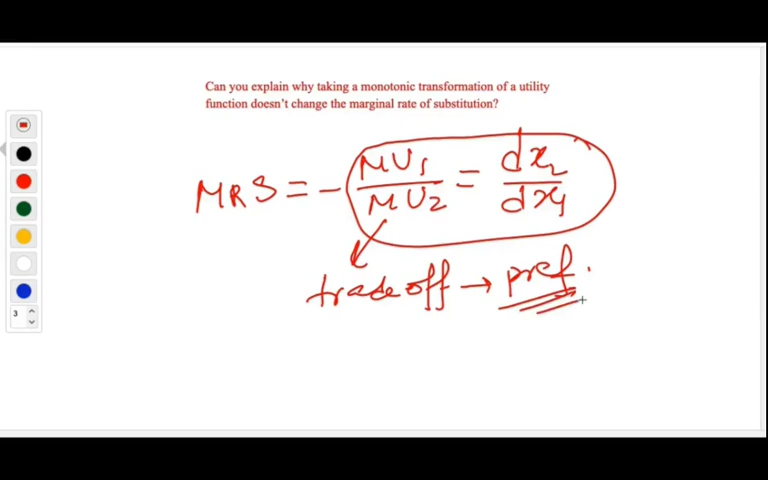 Can you explain why taking a monotonic transformation of a utility
function doesn't change the marginal rate of substitution?
MRS = - MU1/MU2 = dx2/dx1
trade off → pref.
3